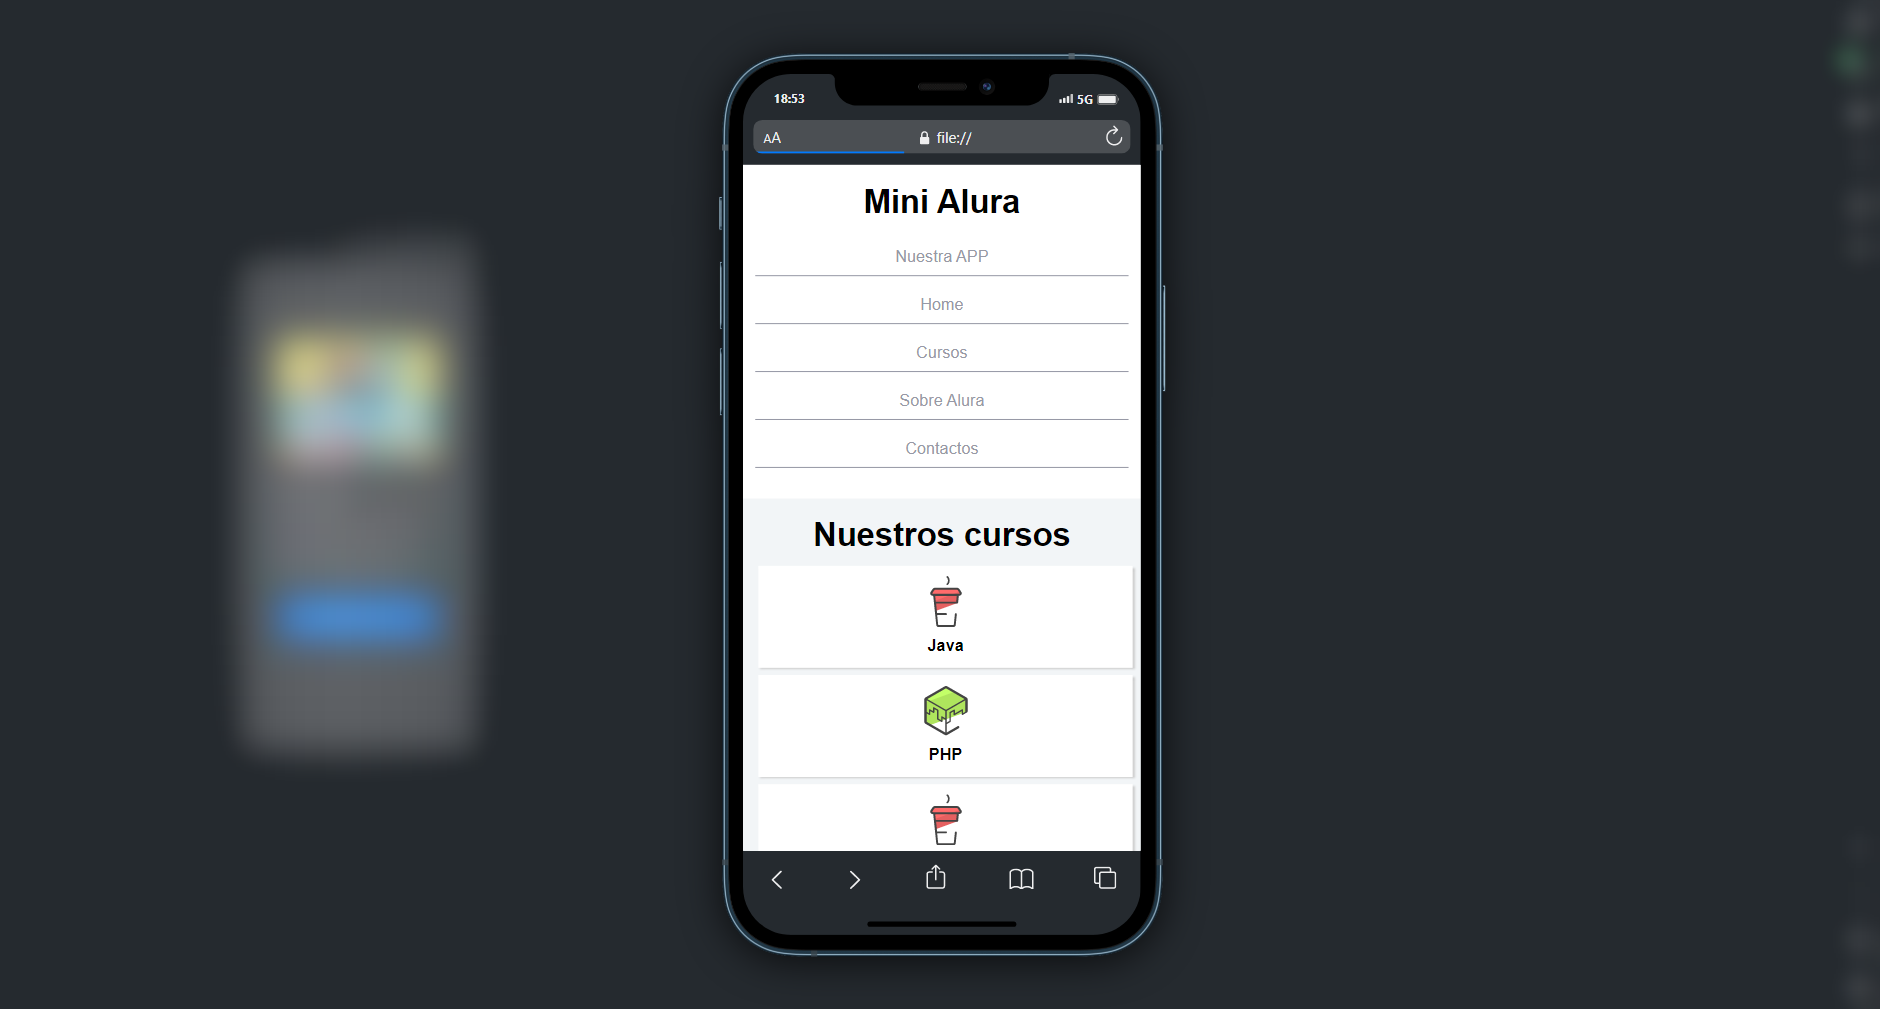 18:53
5G
AA
file://
Mini Alura
Nuestra APP
Home
Cursos
Sobre Alura
Contactos
Nuestros cursos
Java
PHP